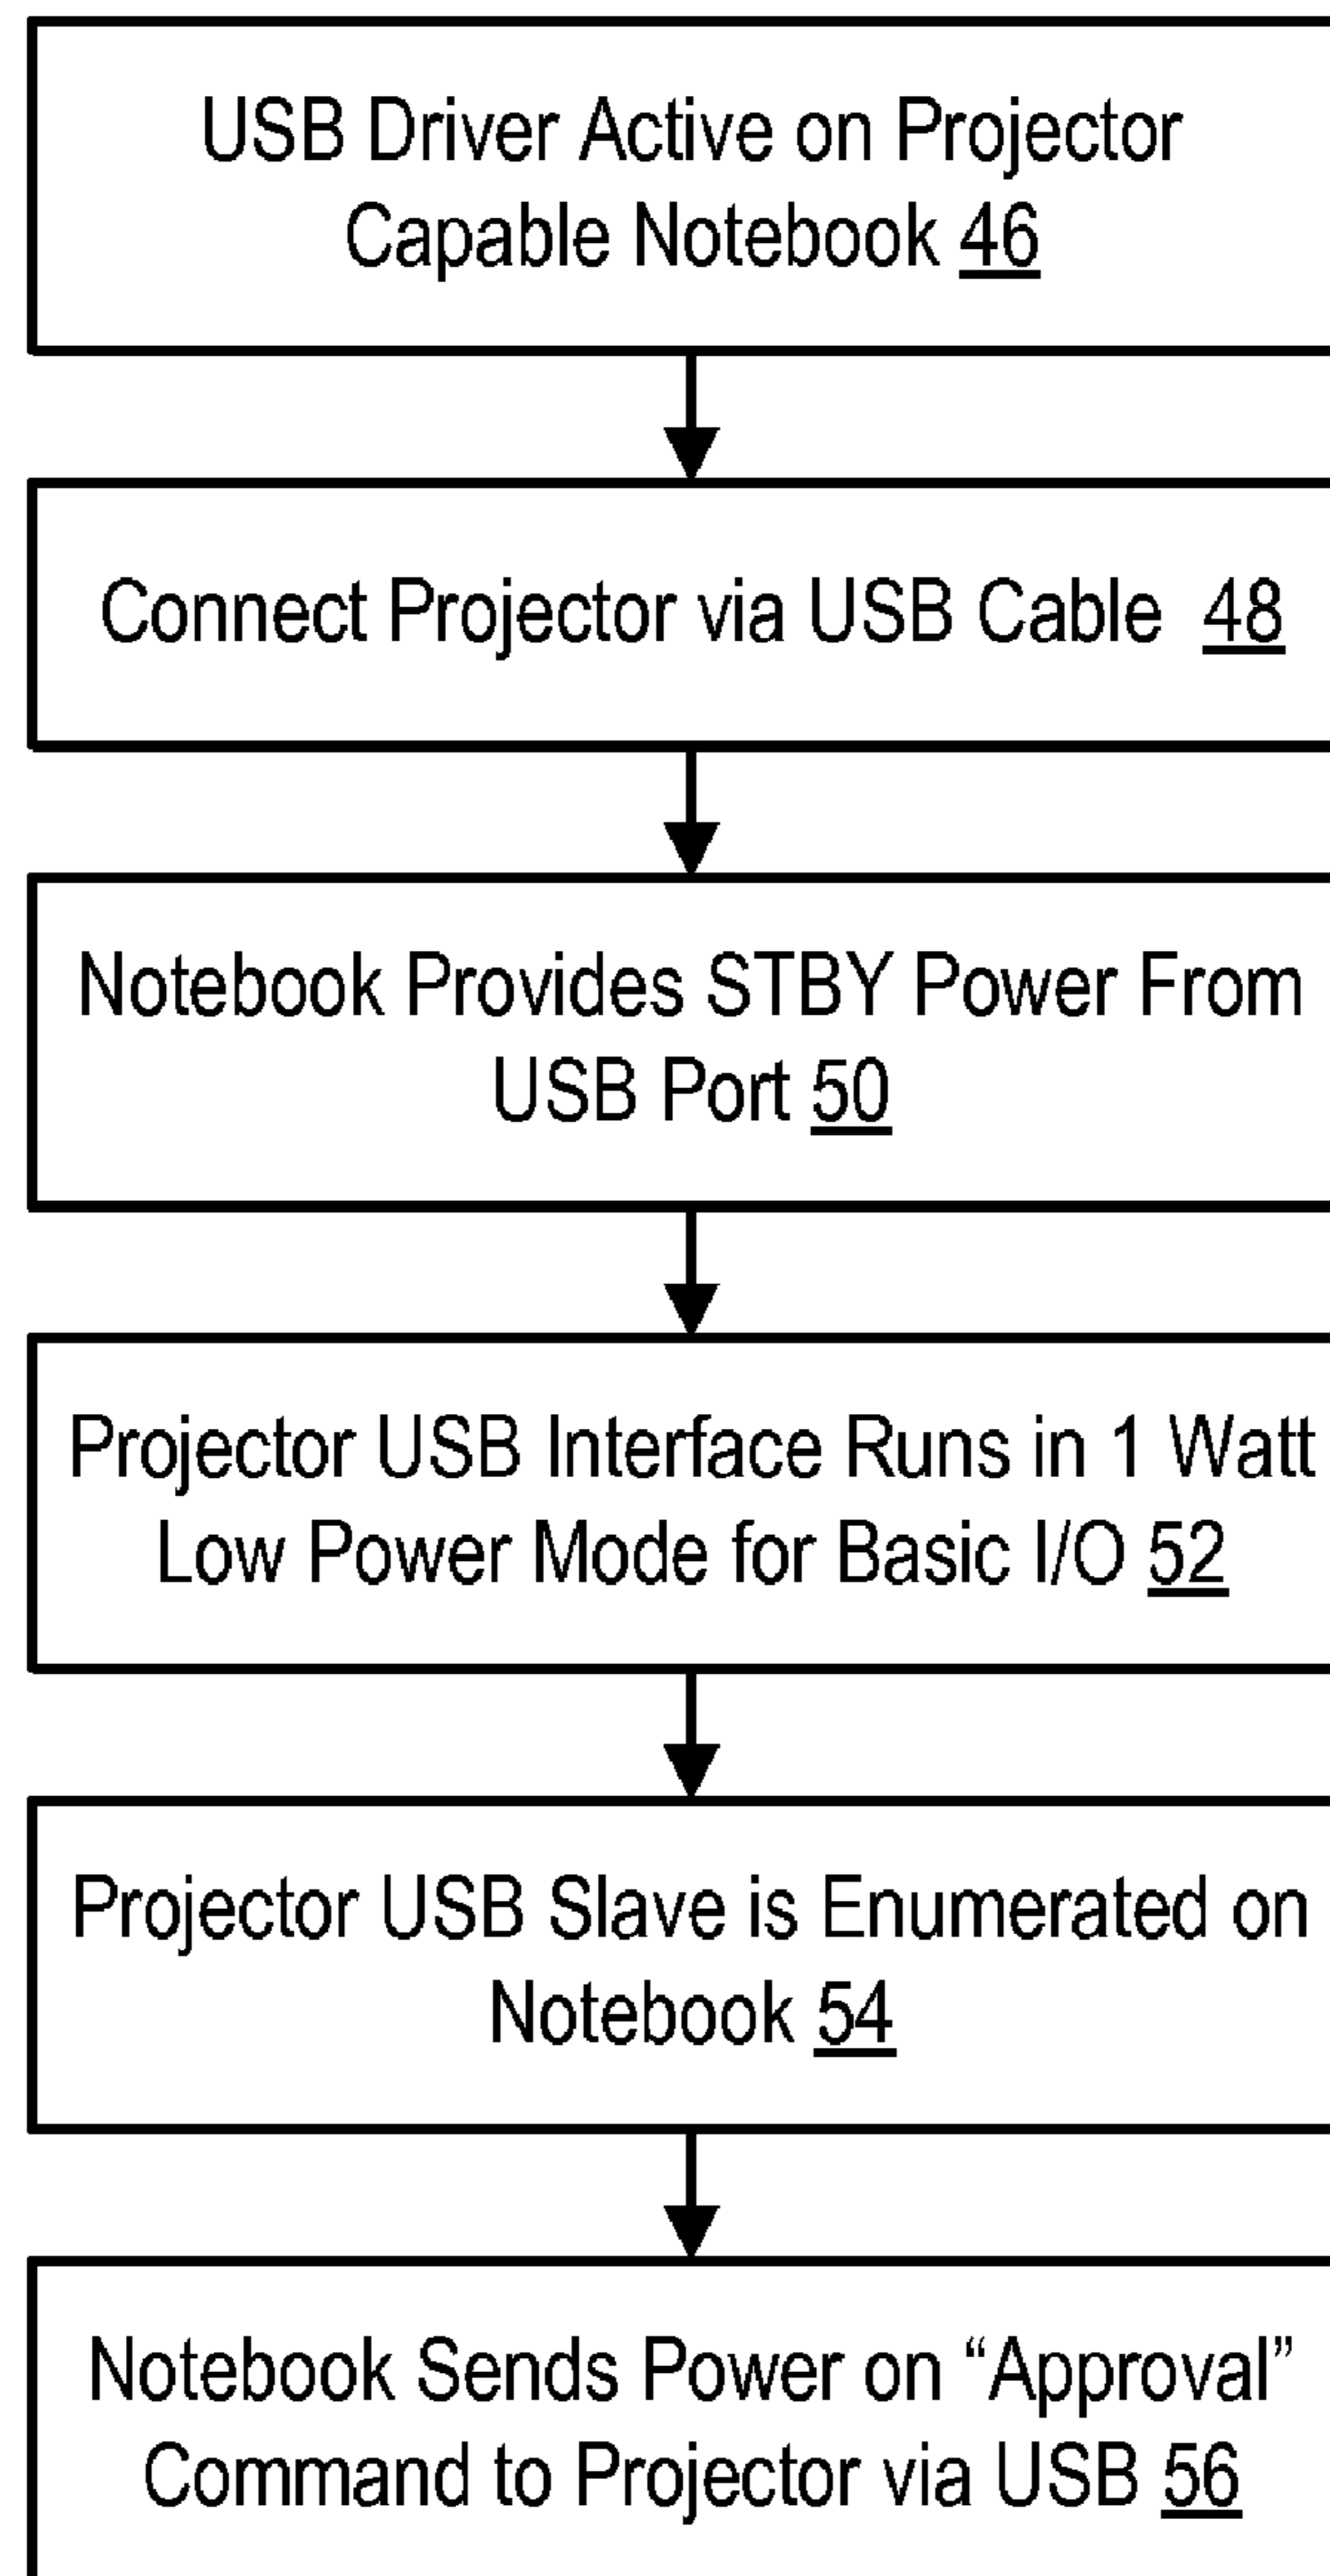 USB Driver Active on Projector
Capable Notebook 46
Connect Projector via USB Cable 48
Notebook Provides STBY Power From
USB Port 50
Projector USB Interface Runs in 1 Watt
Low Power Mode for Basic I/O 52
Projector USB Slave is Enumerated on
Notebook 54
Notebook Sends Power on “Approval”
Command to Projector via USB 56